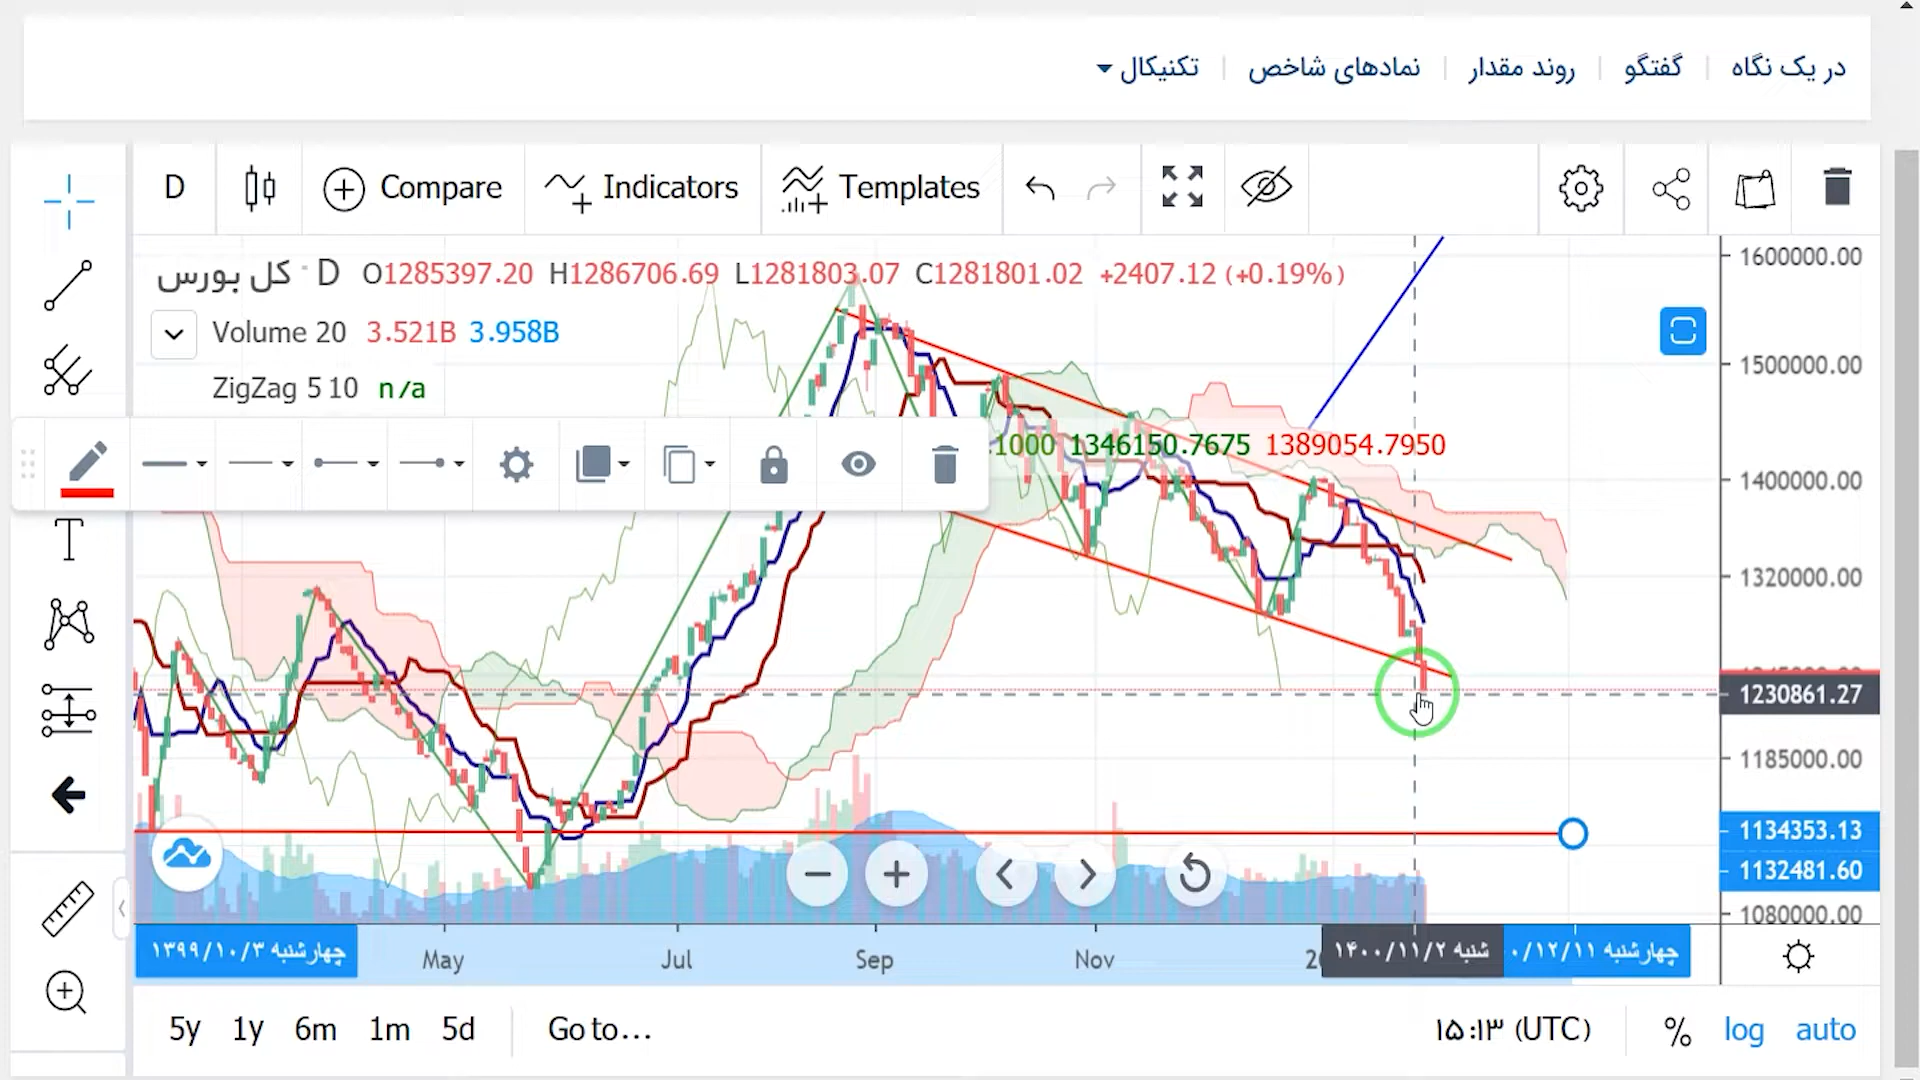 در یک نگاه | گفتگو | روند مقدار | نمادهای شاخص | تکنیکال
D Compare Indicators Templates
کل بورس · D O1285397.20 H1286706.69 L1281803.07 C1281801.02 +2407.12 (+0.19%)
Volume 20 3.521B 3.958B
ZigZag 5 10 n/a
1000 1346150.7675 1389054.7950
T
1600000.00
1500000.00
1400000.00
1320000.00
1230861.27
1185000.00
1134353.13
1132481.60
1080000.00
چهارشنبه ۱۳۹۹/۱۰/۳ May Jul Sep Nov شنبه ۱۴۰۰/۱۱/۲ چهارشنبه ۰/۱۲/۱۱
5y 1y 6m 1m 5d Go to... ۱۵:۱۳ (UTC) % log auto